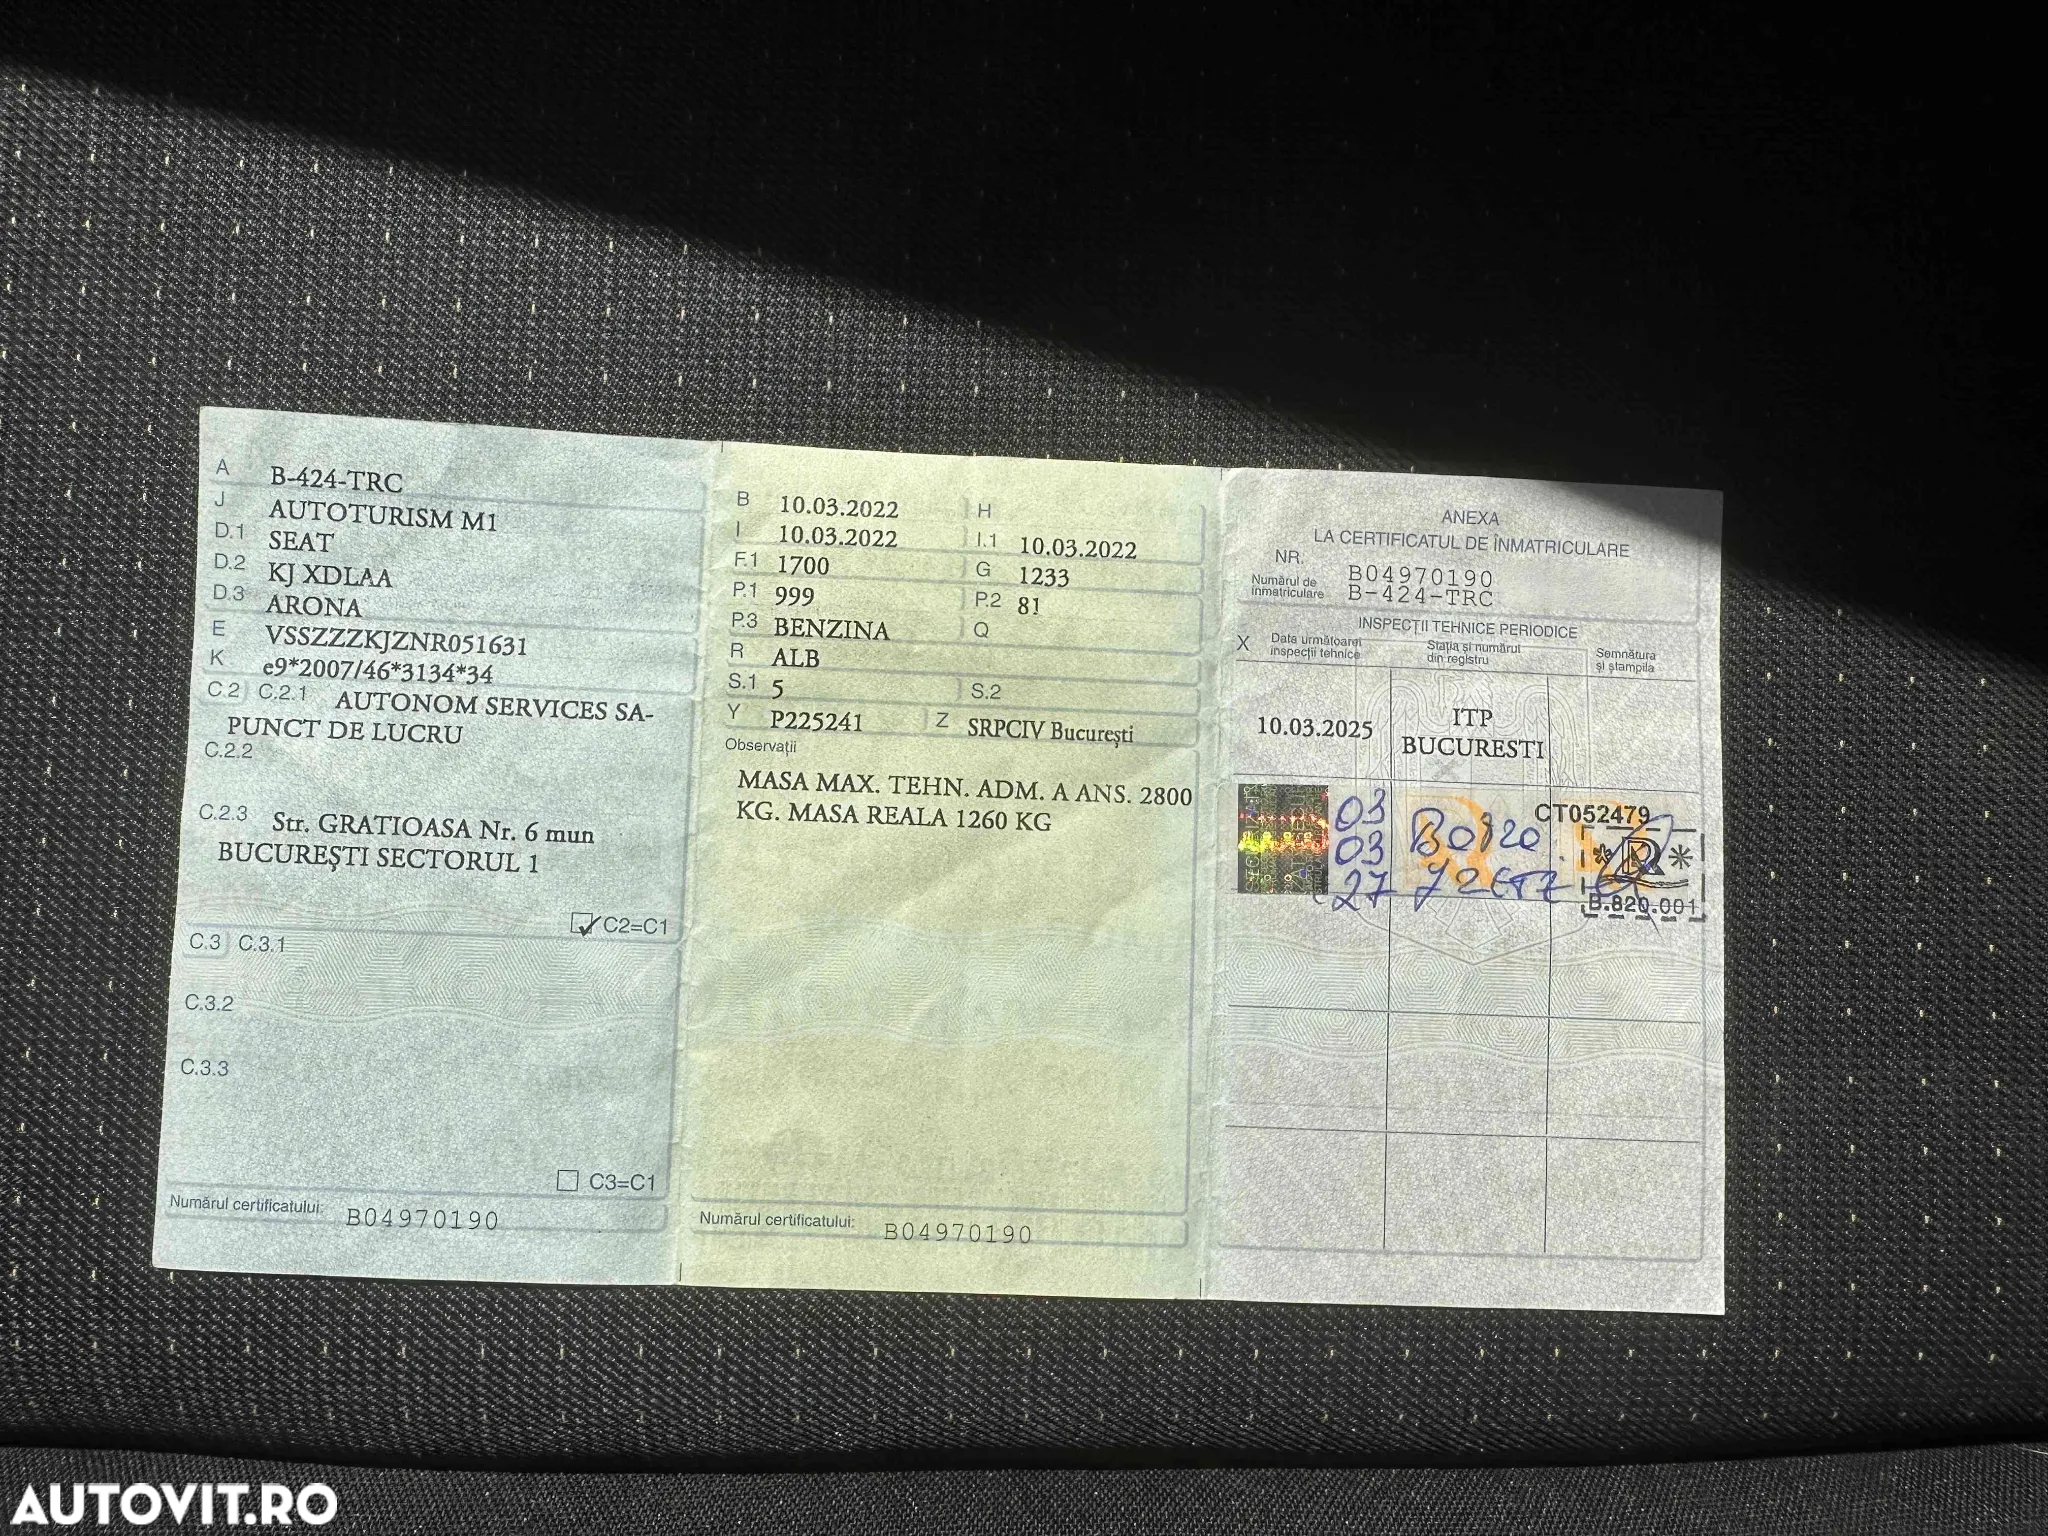 A B-424-TRC
J AUTOTURISM M1
D.1 SEAT
D.2 KJ XDLAA
D.3 ARONA
E VSSZZZKJZNR051631
K e9*2007/46*3134*34
C.2 C.2.1 AUTONOM SERVICES SA-
PUNCT DE LUCRU
C.2.2
C.2.3 Str. GRATIOASA Nr. 6 mun
BUCUREȘTI SECTORUL 1
C2=C1
C.3 C.3.1
C.3.2
C.3.3
C3=C1
Numărul certificatului: B04970190
B 10.03.2022 H
I 10.03.2022 I.1 10.03.2022
F.1 1700 G 1233
P.1 999 P.2 81
P.3 BENZINA Q
R ALB
S.1 5 S.2
Y P225241 Z SRPCIV București
Observații
MASA MAX. TEHN. ADM. A ANS. 2800
KG. MASA REALA 1260 KG
Numărul certificatului: B04970190
ANEXA
LA CERTIFICATUL DE ÎNMATRICULARE
NR. B04970190
Numărul de
înmatriculare B-424-TRC
INSPECȚII TEHNICE PERIODICE
X Data următoarei
inspecții tehnice
Stația și numărul
din registru
Semnătura
și ștampila
10.03.2025
ITP
BUCURESTI
03
03
27
CT052479
R
B.820.001
AUTOVIT.RO